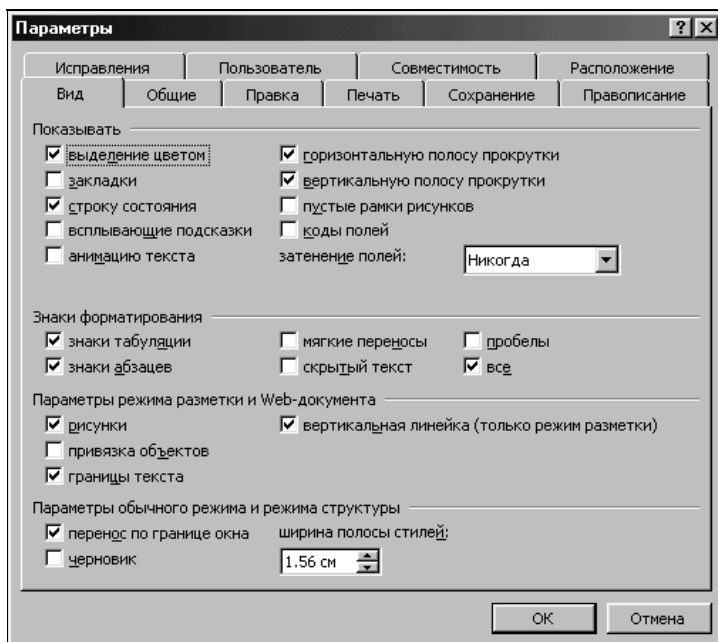 Параметры
Исправления Пользователь Совместимость Расположение
Вид Общие Правка Печать Сохранение Правописание
Показывать
выделение цветом горизонтальную полосу прокрутки
закладки вертикальную полосу прокрутки
строку состояния пустые рамки рисунков
всплывающие подсказки коды полей
анимацию текста затенение полей: Никогда
Знаки форматирования
знаки табуляции мягкие переносы пробелы
знаки абзацев скрытый текст все
Параметры режима разметки и Web-документа
рисунки вертикальная линейка (только режим разметки)
привязка объектов
границы текста
Параметры обычного режима и режима структуры
перенос по границе окна ширина полосы стилей:
черновик 1.56 см
ОК Отмена